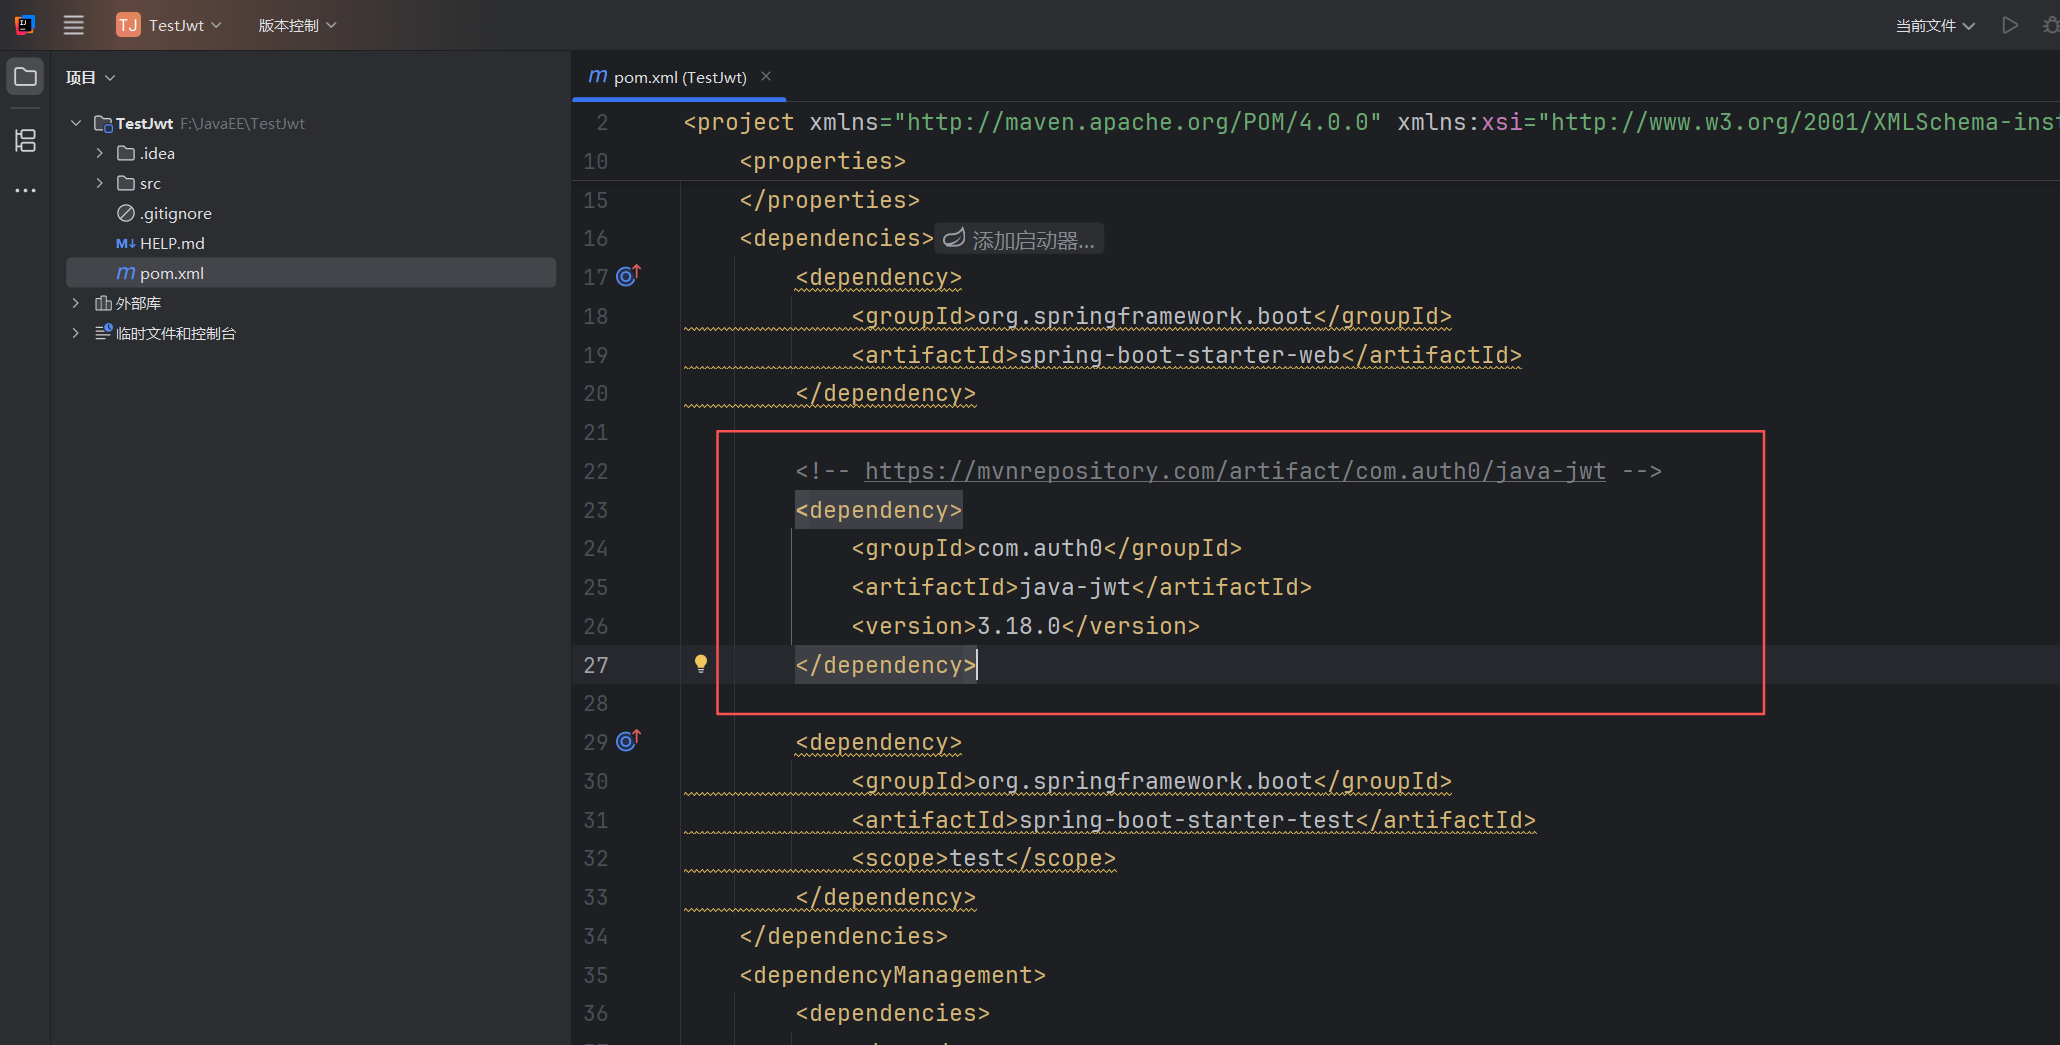 TJ TestJwt 版本控制 当前文件
项目
pom.xml (TestJwt)
TestJwt F:\JavaEE\TestJwt
.idea
src
.gitignore
HELP.md
pom.xml
外部库
临时文件和控制台
2 <project xmlns="http://maven.apache.org/POM/4.0.0" xmlns:xsi="http://www.w3.org/2001/XMLSchema-inst
10 <properties>
15 </properties>
16 <dependencies> 添加启动器...
17 <dependency>
18 <groupId>org.springframework.boot</groupId>
19 <artifactId>spring-boot-starter-web</artifactId>
20 </dependency>
21
22 <!-- https://mvnrepository.com/artifact/com.auth0/java-jwt -->
23 <dependency>
24 <groupId>com.auth0</groupId>
25 <artifactId>java-jwt</artifactId>
26 <version>3.18.0</version>
27 </dependency>
28
29 <dependency>
30 <groupId>org.springframework.boot</groupId>
31 <artifactId>spring-boot-starter-test</artifactId>
32 <scope>test</scope>
33 </dependency>
34 </dependencies>
35 <dependencyManagement>
36 <dependencies>